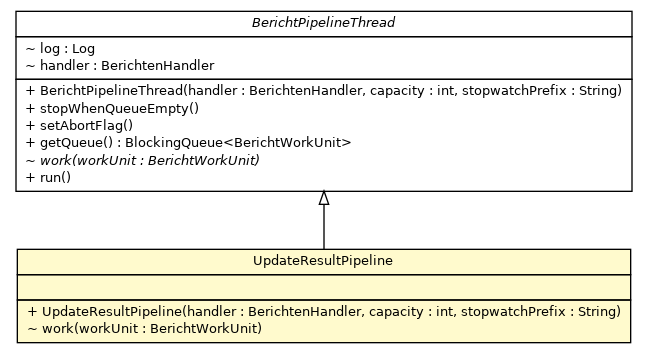 BerichtPipelineThread
~ log : Log
~ handler : BerichtenHandler
+ BerichtPipelineThread(handler : BerichtenHandler, capacity : int, stopwatchPrefix : String)
+ stopWhenQueueEmpty()
+ setAbortFlag()
+ getQueue() : BlockingQueue<BerichtWorkUnit>
~ work(workUnit : BerichtWorkUnit)
+ run()
UpdateResultPipeline
+ UpdateResultPipeline(handler : BerichtenHandler, capacity : int, stopwatchPrefix : String)
~ work(workUnit : BerichtWorkUnit)